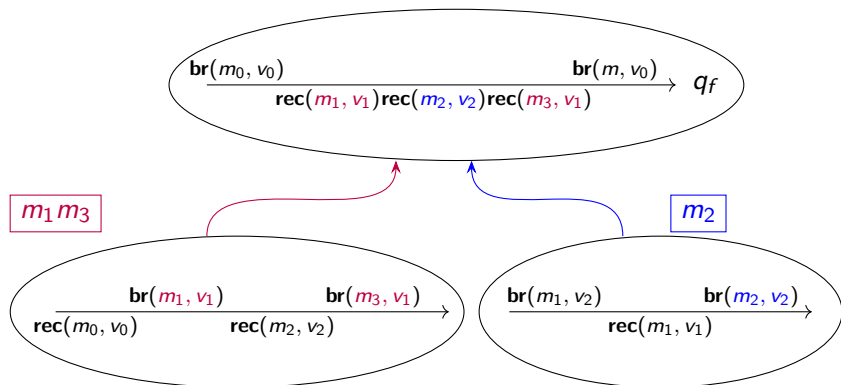 br(m₀, v₀) br(m, v₀) q_f
rec(m₁, v₁)rec(m₂, v₂)rec(m₃, v₁)
m₁m₃ m₂
br(m₁, v₁) br(m₃, v₁) br(m₁, v₂) br(m₂, v₂)
rec(m₀, v₀) rec(m₂, v₂) rec(m₁, v₁)